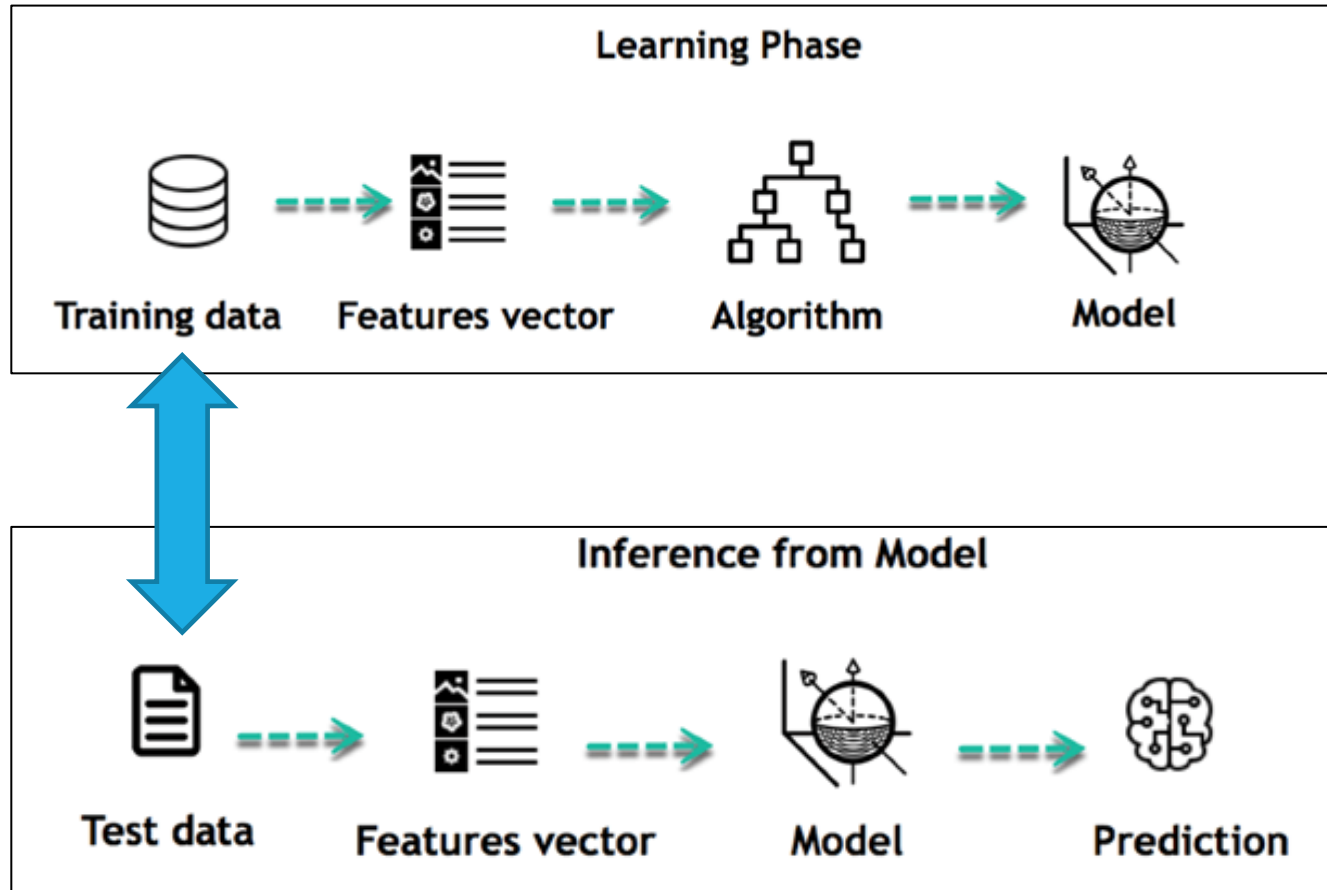 Learning Phase
Training data Features vector Algorithm Model
Inference from Model
Test data Features vector Model Prediction